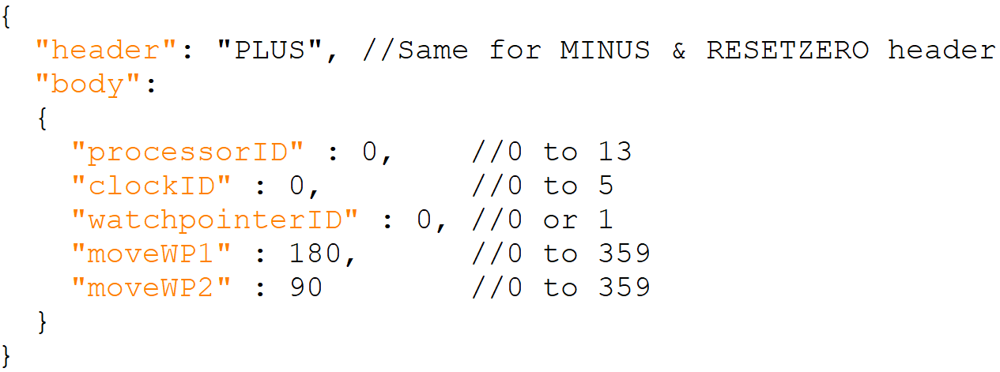 {
  "header": "PLUS", //Same for MINUS & RESETZERO header
  "body":
  {
    "processorID" : 0,    //0 to 13
    "clockID" : 0,        //0 to 5
    "watchpointerID" : 0, //0 or 1
    "moveWP1" : 180,      //0 to 359
    "moveWP2" : 90        //0 to 359
  }
}